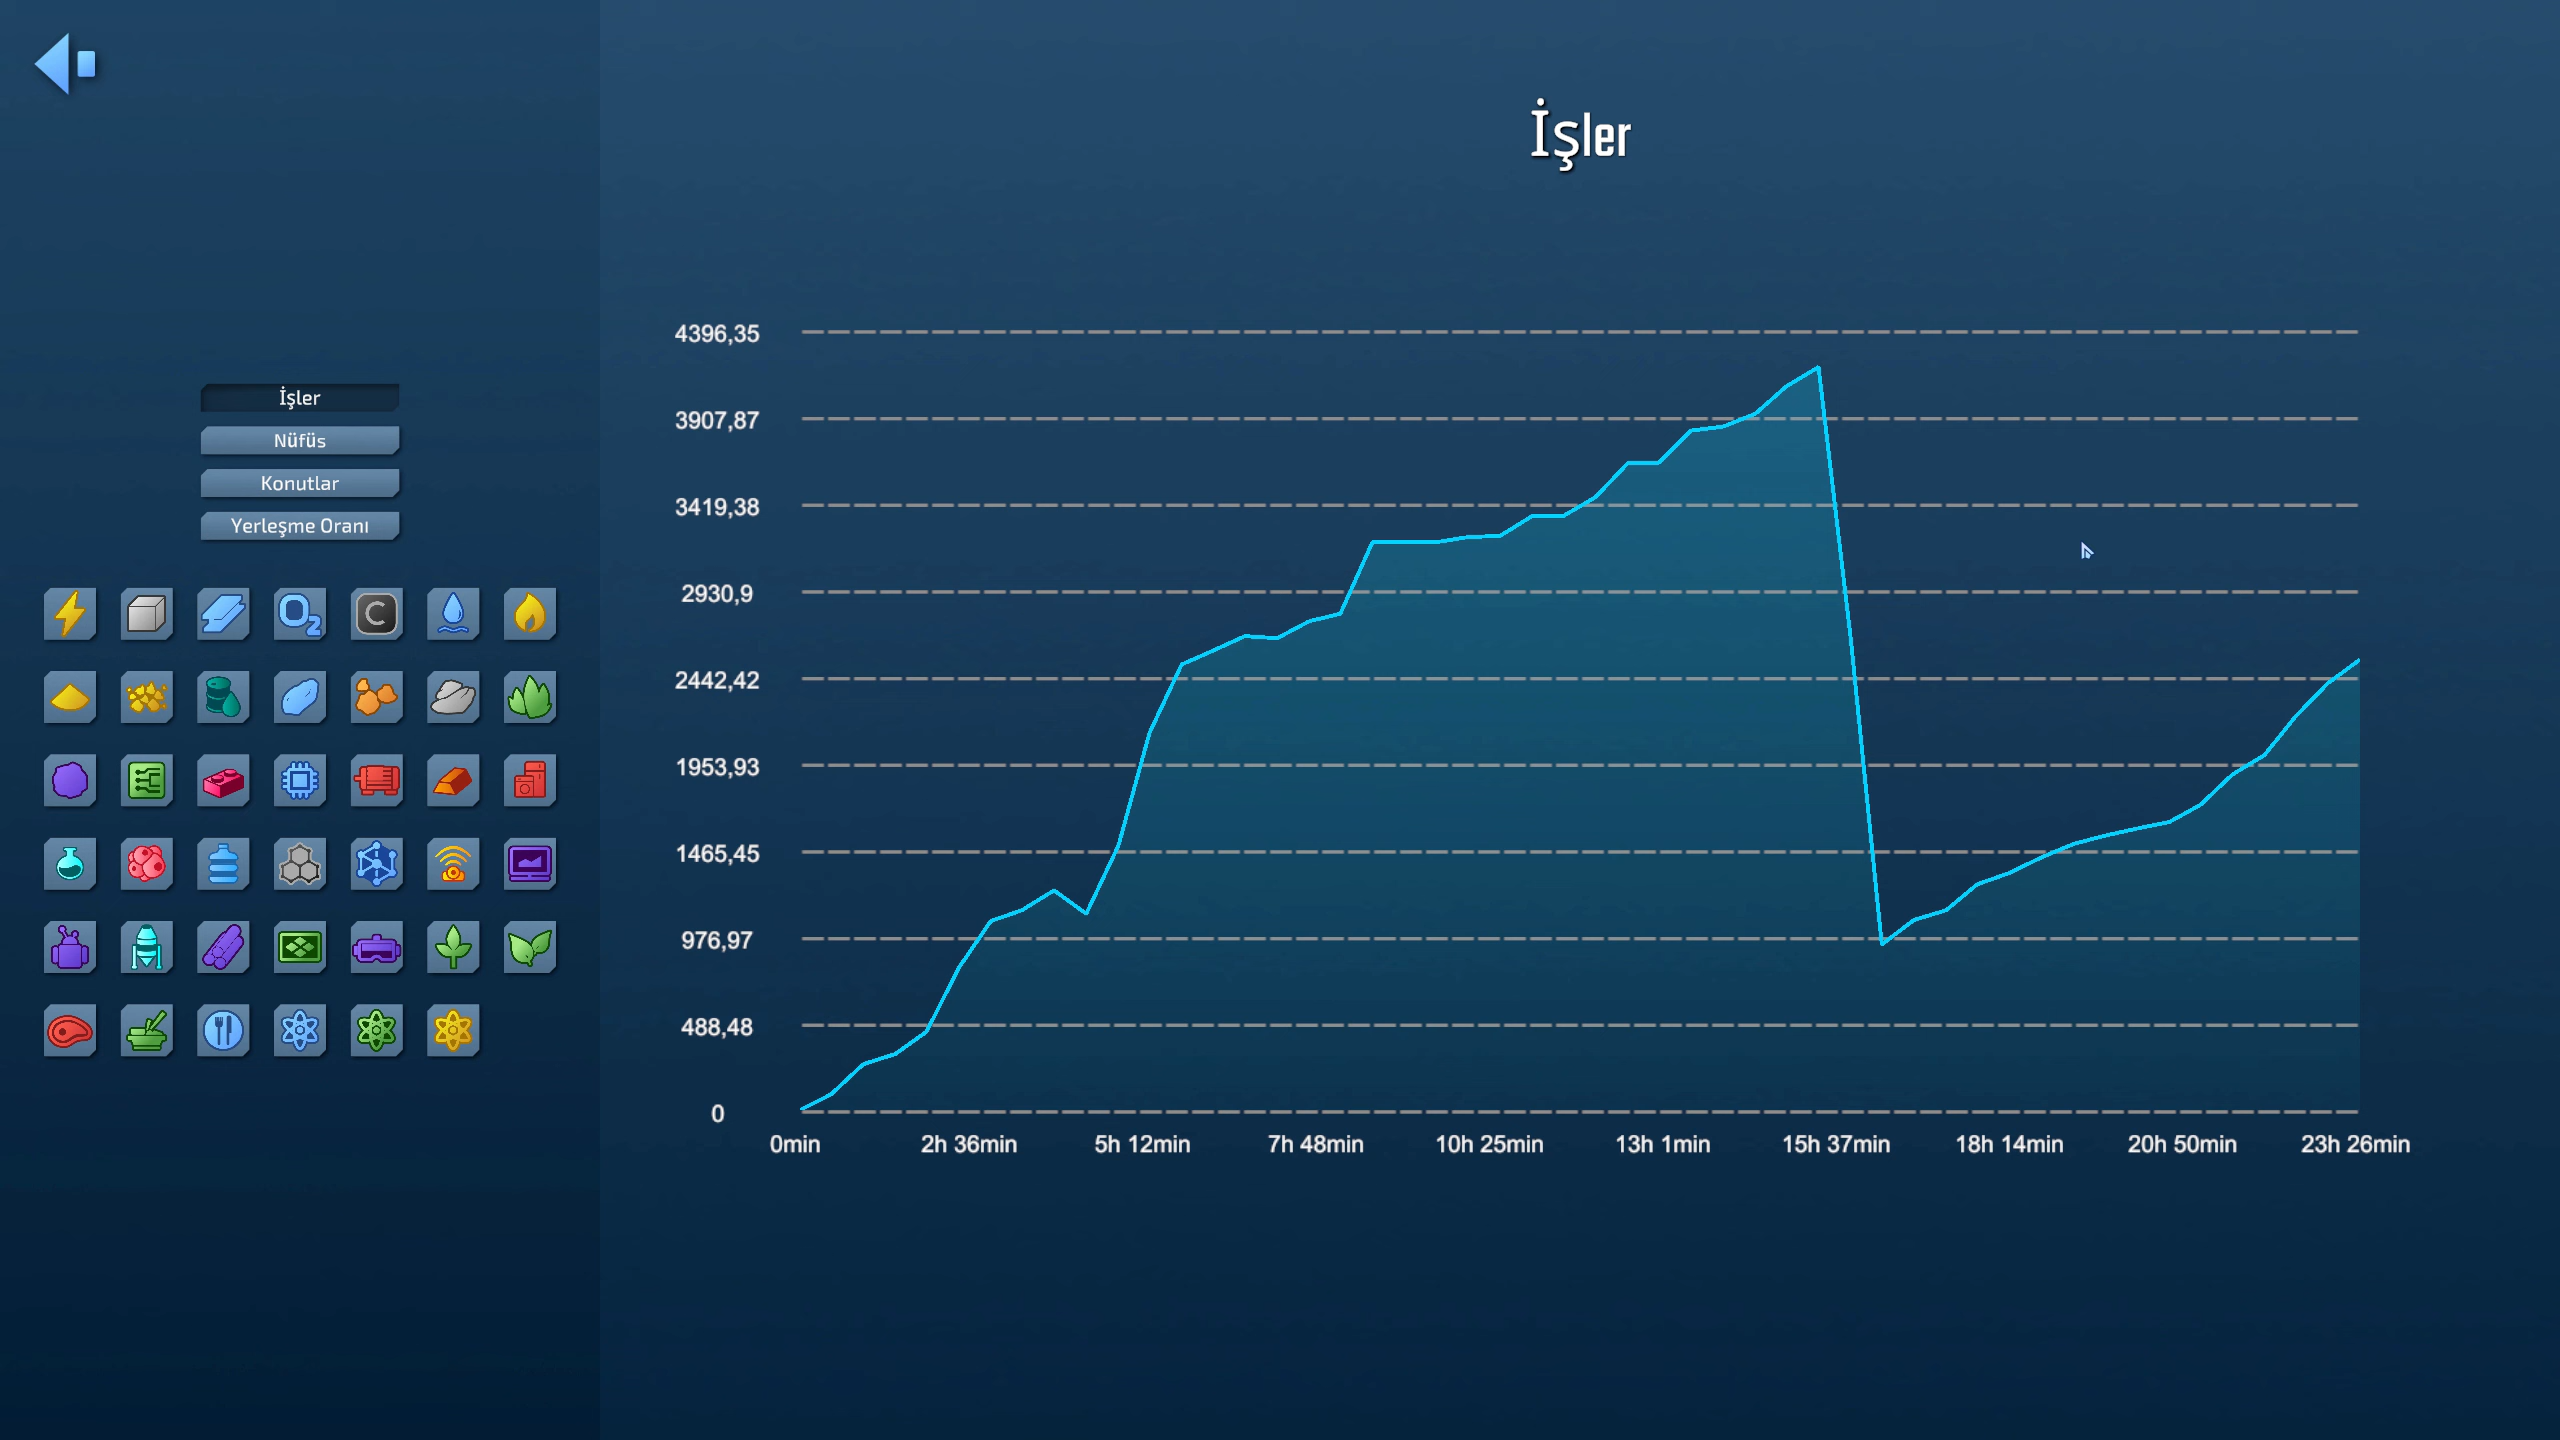 İşler
İşler
Nüfüs
Konutlar
Yerleşme Oranı
O2
C
4396,35
3907,87
3419,38
2930,9
2442,42
1953,93
1465,45
976,97
488,48
0
0min 2h 36min 5h 12min 7h 48min 10h 25min 13h 1min 15h 37min 18h 14min 20h 50min 23h 26min